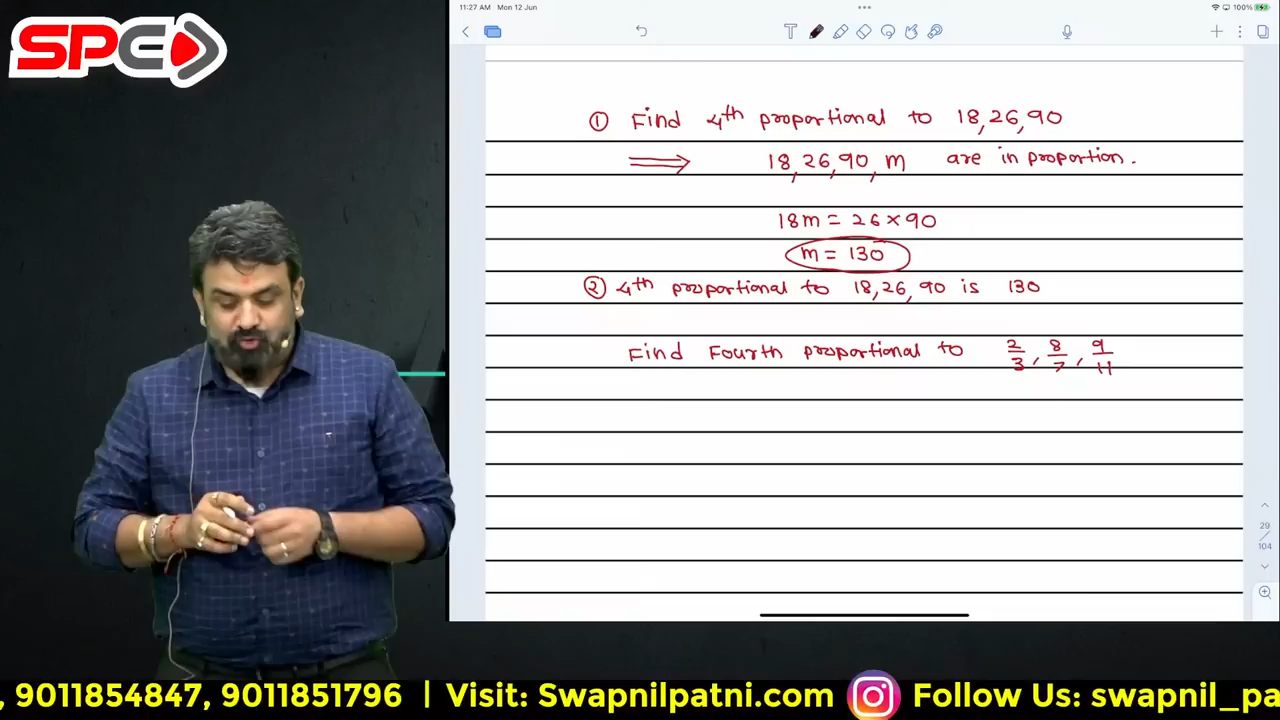 11:27 AM Mon 12 Jun
100%
SPE
① Find 4th proportional to 18,26,90
⟹ 18,26,90, m are in proportion.
18m = 26 × 90
m = 130
② 4th proportional to 18,26,90 is 130
Find Fourth proportional to 2/3, 8/7, 9/11
29
/
104
, 9011854847, 9011851796 | Visit: Swapnilpatni.com Follow Us: swapnil_pa